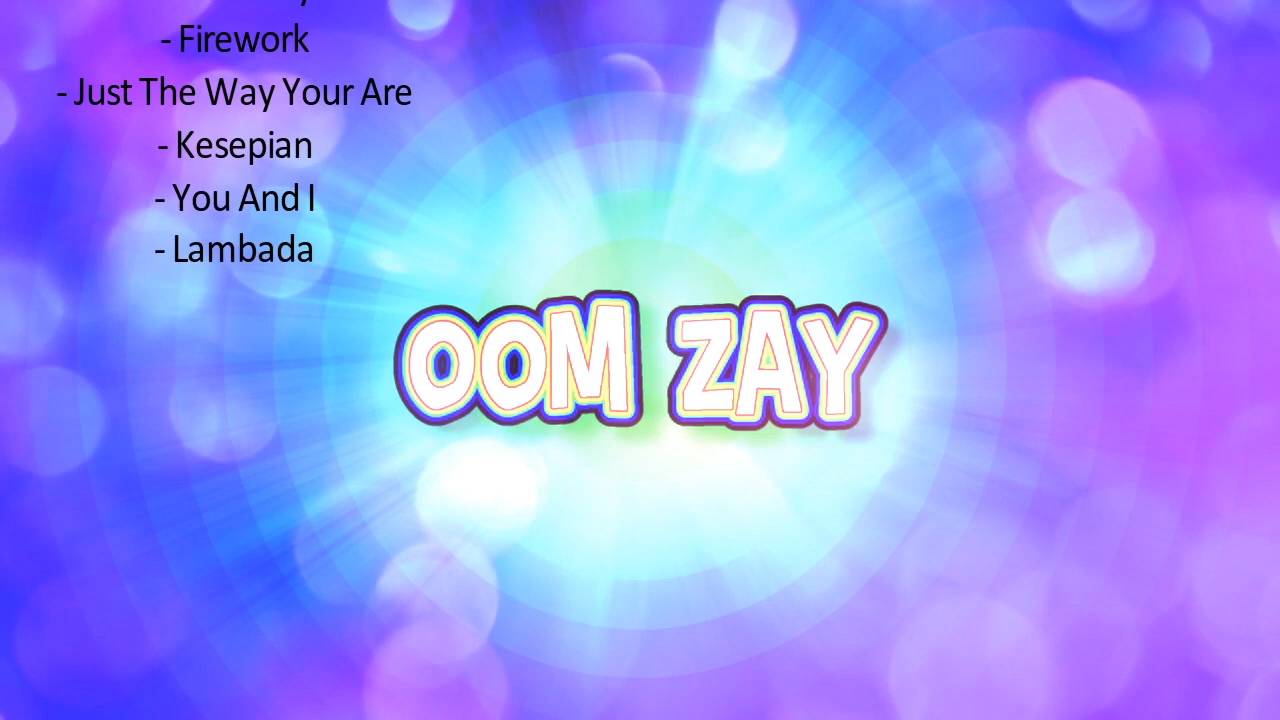 - Firework
- Just The Way Your Are
- Kesepian
- You And I
- Lambada
OOM ZAY